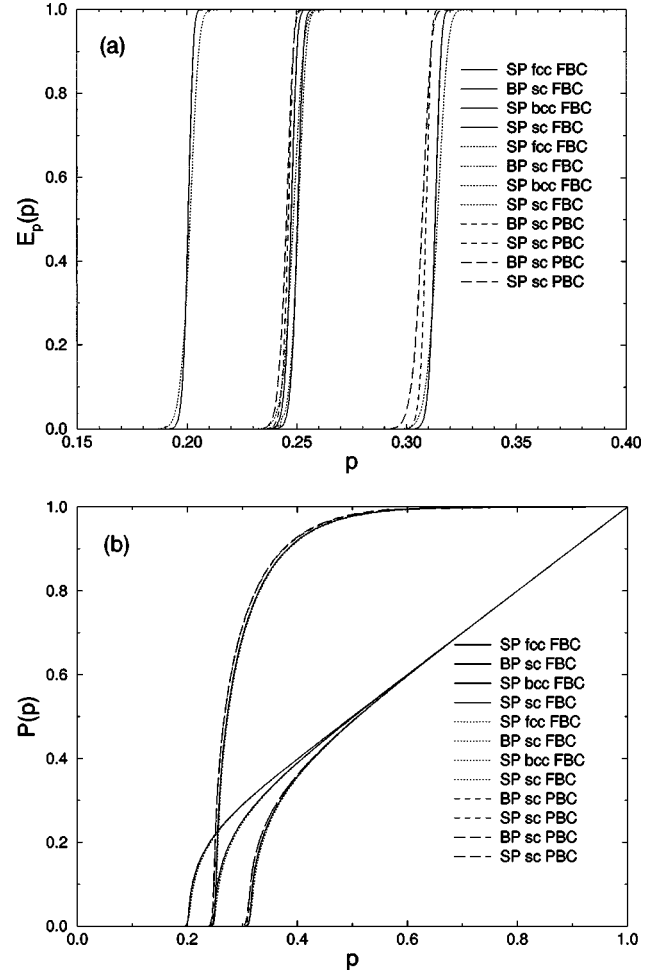 1.0
(a)
0.8
SP fcc FBC
BP sc FBC
SP bcc FBC
SP sc FBC
0.6
SP fcc FBC
BP sc FBC
SP bcc FBC
SP sc FBC
BP sc PBC
SP sc PBC
BP sc PBC
SP sc PBC
Ep(p)
0.4
0.2
0.0
0.15 0.20 0.25 0.30 0.35 0.40
p
1.0
(b)
0.8
0.6
SP fcc FBC
BP sc FBC
SP bcc FBC
SP sc FBC
SP fcc FBC
BP sc FBC
SP bcc FBC
SP sc FBC
BP sc PBC
SP sc PBC
BP sc PBC
SP sc PBC
P(p)
0.4
0.2
0.0
0.0 0.2 0.4 0.6 0.8 1.0
p